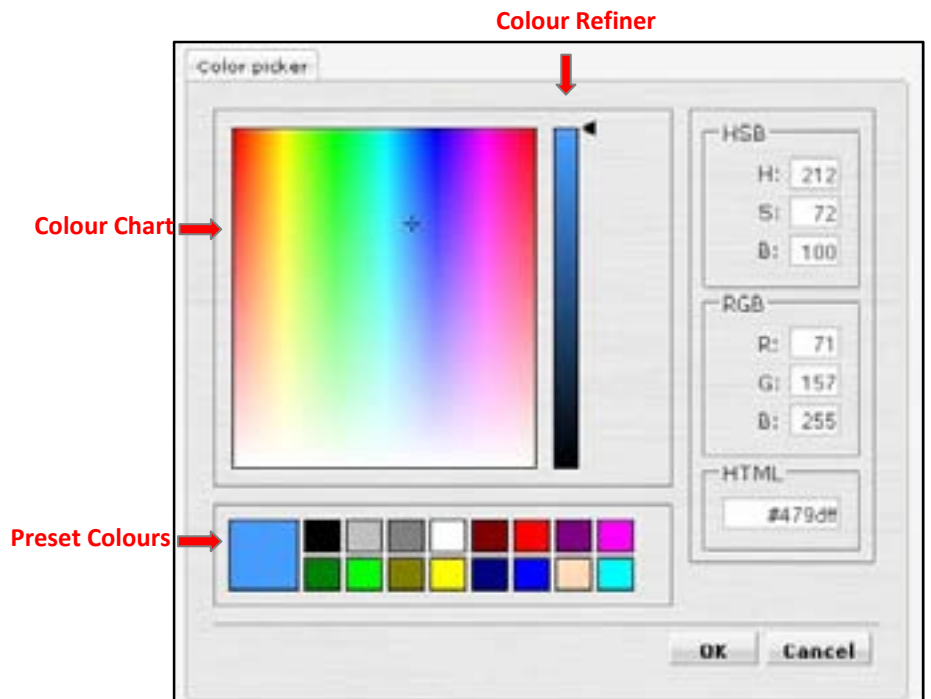 Colour Refiner
Color picker
Colour Chart
HSB
H: 212
S: 72
B: 100
RGB
R: 71
G: 157
B: 255
HTML
#479dff
Preset Colours
OK Cancel